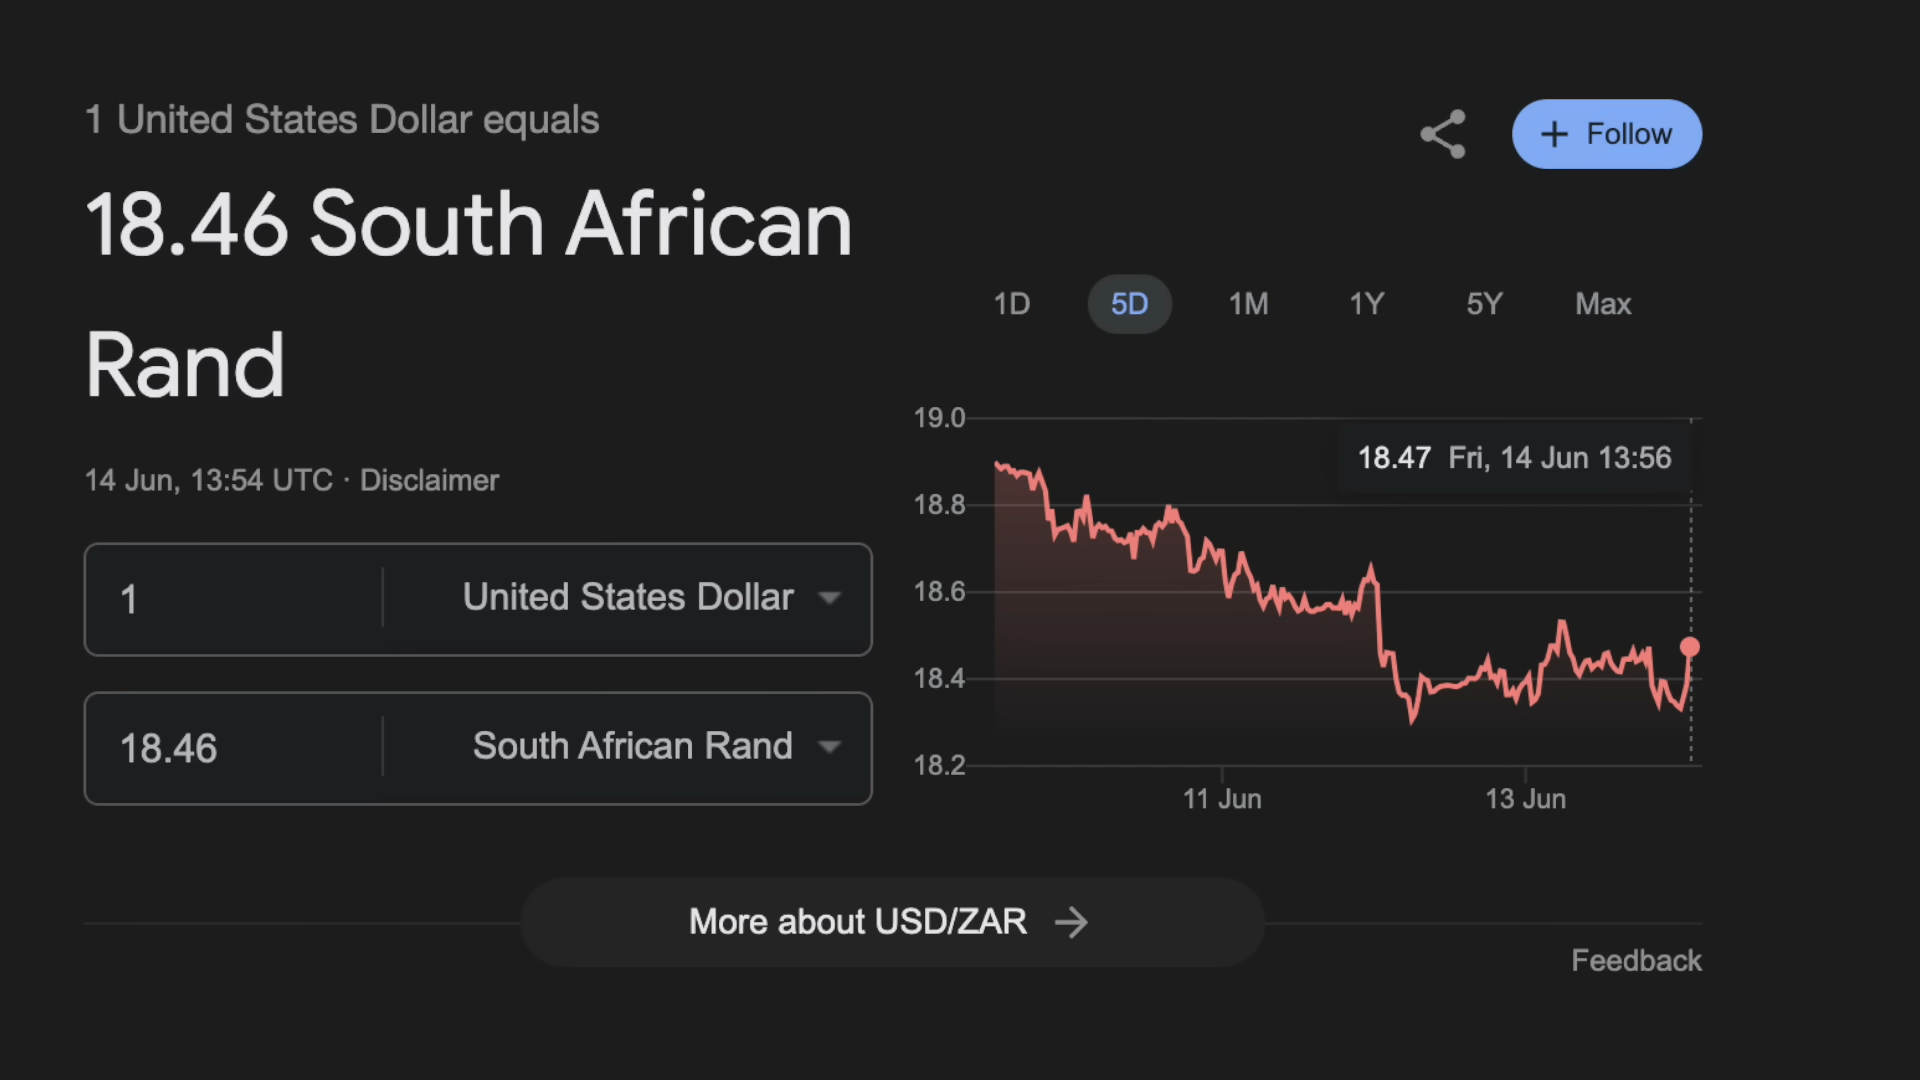 1 United States Dollar equals
18.46 South African
Rand
14 Jun, 13:54 UTC · Disclaimer
1 United States Dollar
18.46 South African Rand
+ Follow
1D 5D 1M 1Y 5Y Max
18.47 Fri, 14 Jun 13:56
19.0
18.8
18.6
18.4
18.2
11 Jun 13 Jun
More about USD/ZAR →
Feedback